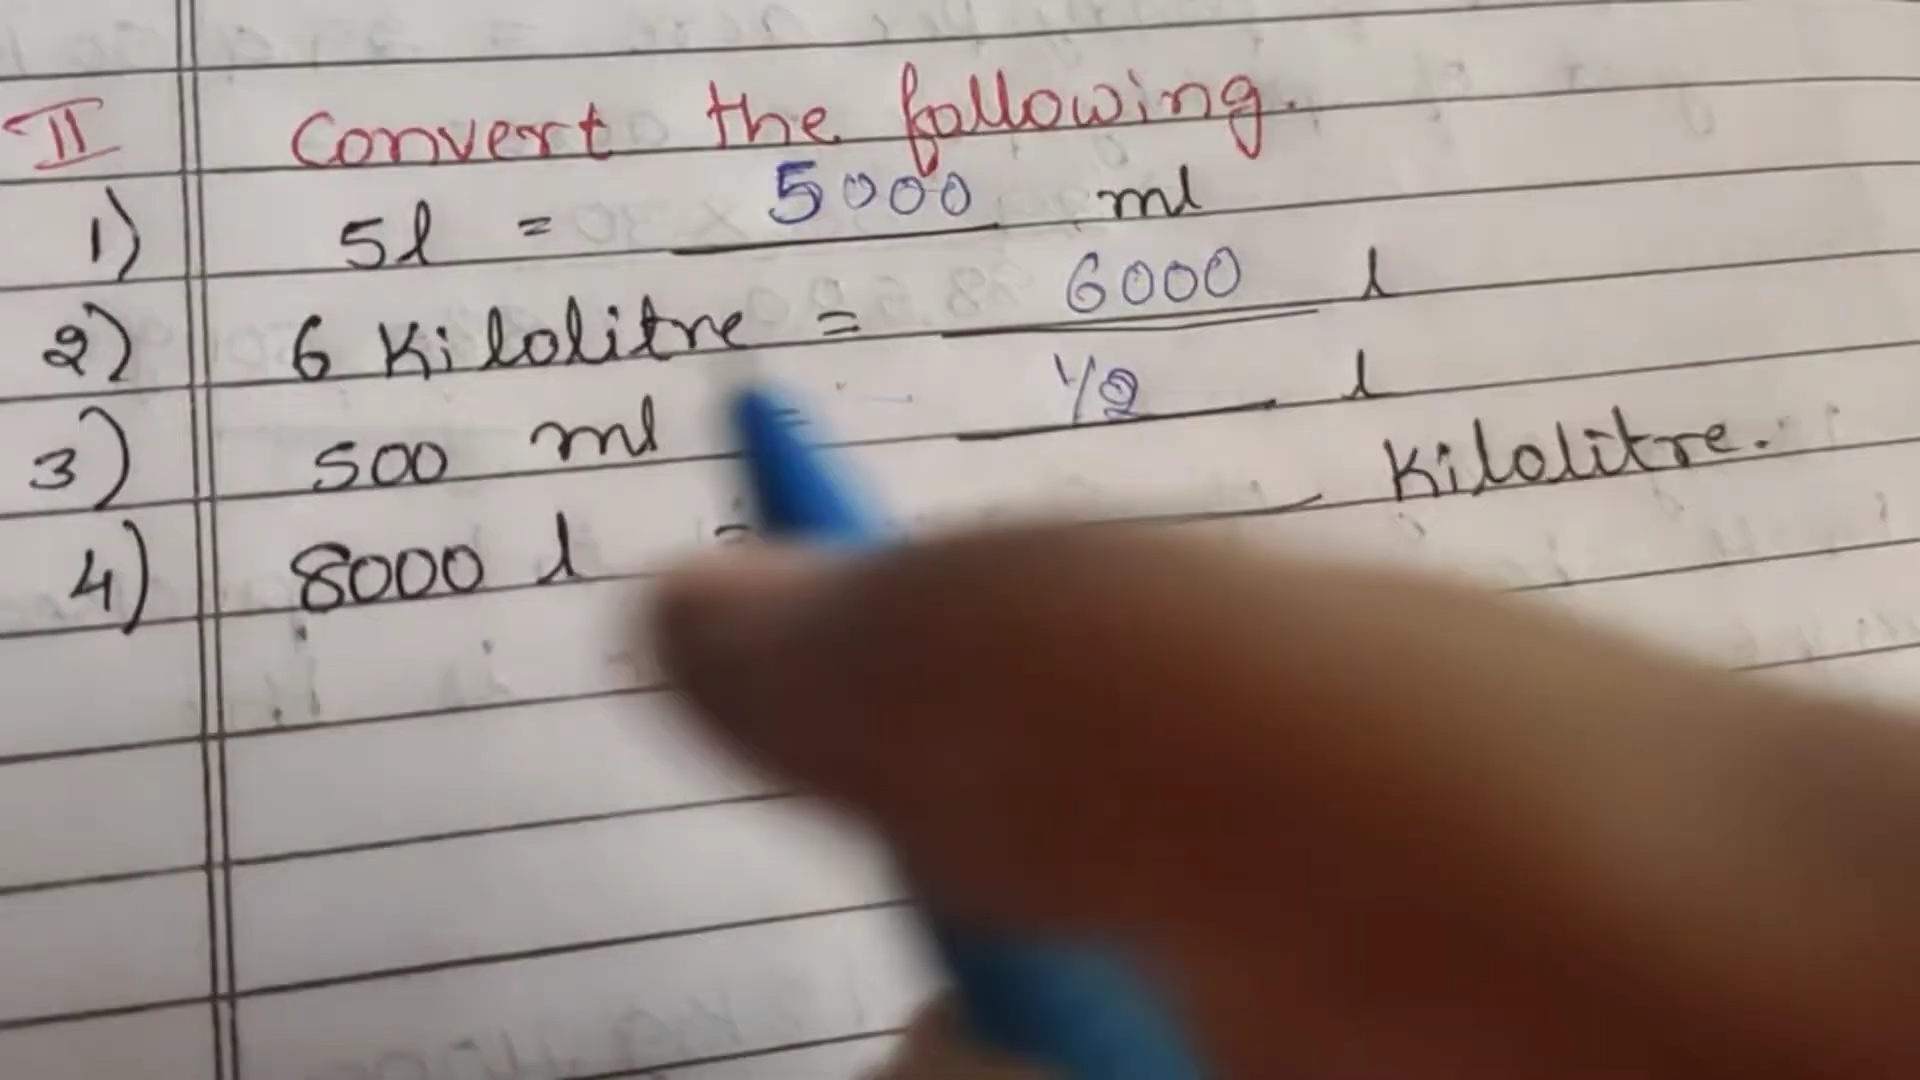 II Convert the following.
1) 5l = 5000 ml
2) 6 Kilolitre = 6000 l
3) 500 ml = 1/2 l
4) 8000 l = ____ Kilolitre.